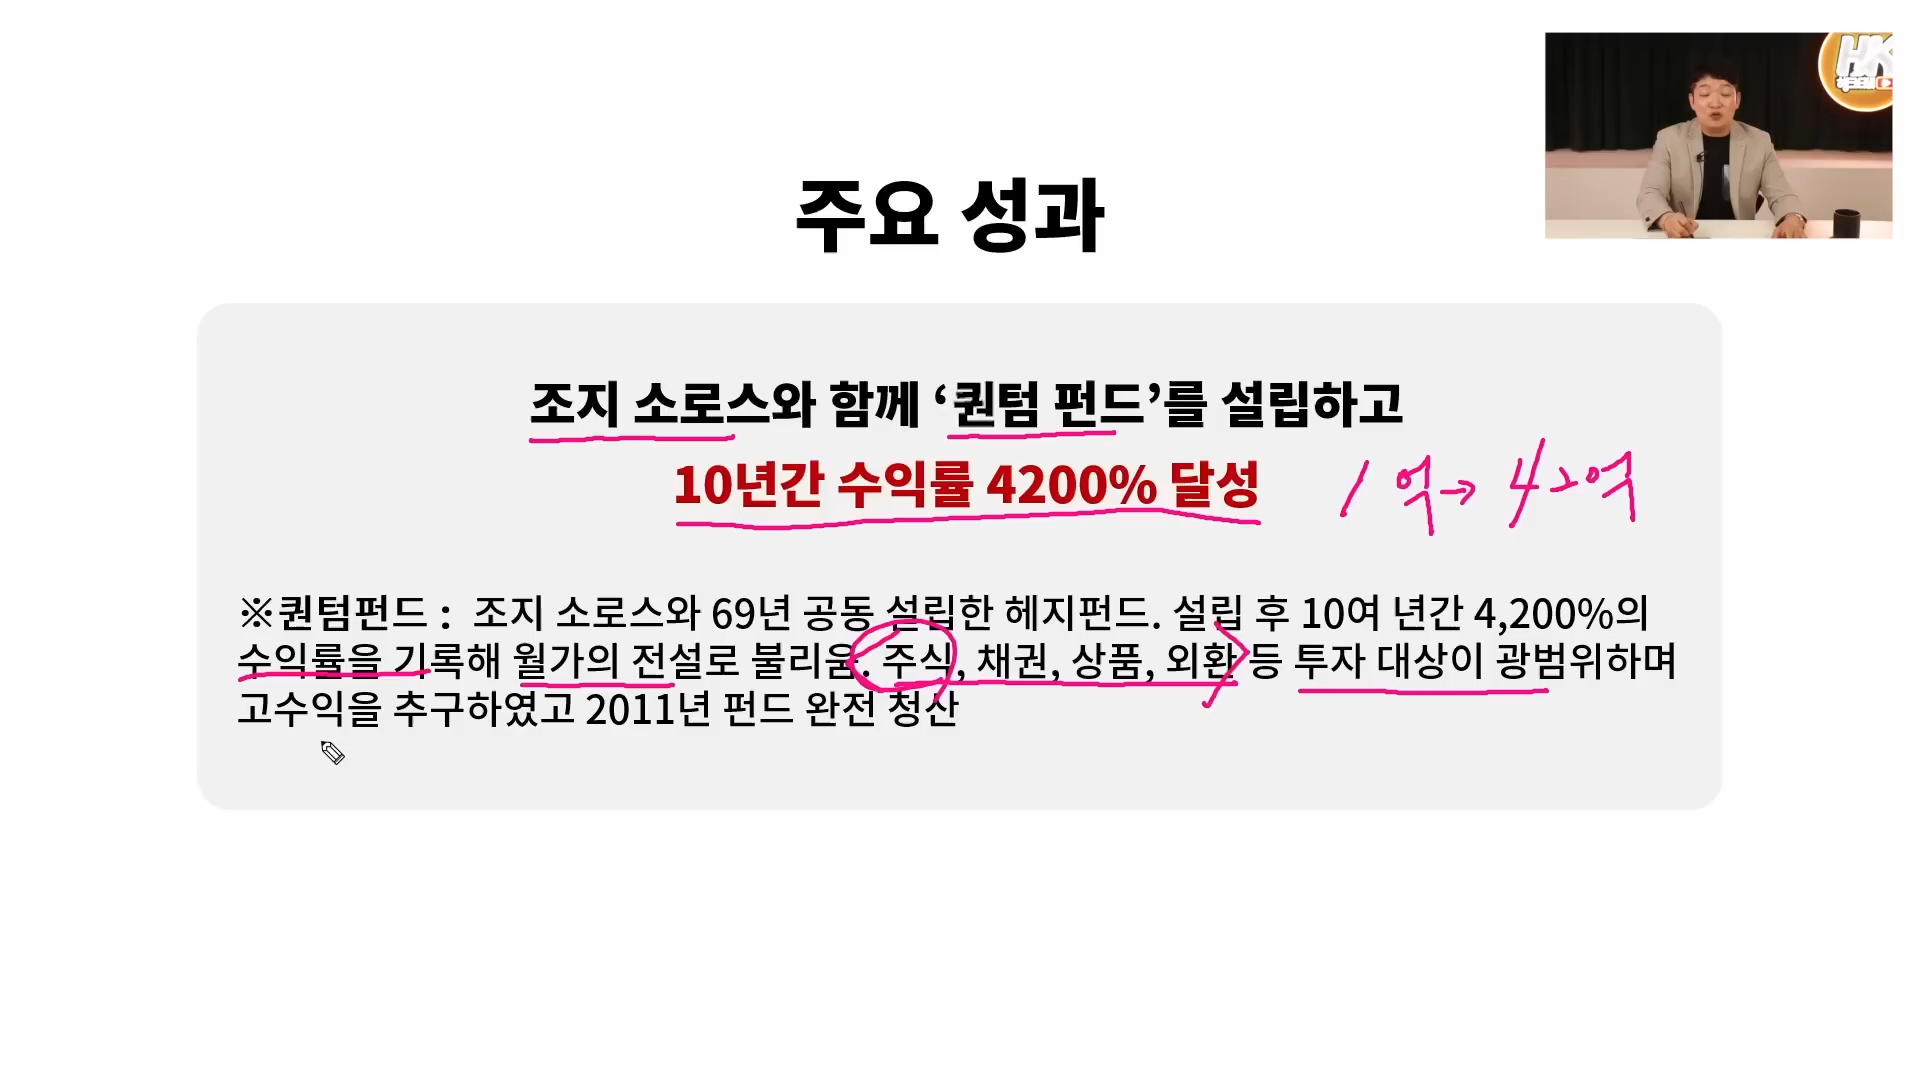 HK
주요 성과
조지 소로스와 함께 ‘퀀텀 펀드’를 설립하고
10년간 수익률 4200% 달성
1억→42억
※퀀텀펀드 : 조지 소로스와 69년 공동 설립한 헤지펀드. 설립 후 10여 년간 4,200%의
수익률을 기록해 월가의 전설로 불리움. 주식, 채권, 상품, 외환 등 투자 대상이 광범위하며
고수익을 추구하였고 2011년 펀드 완전 청산